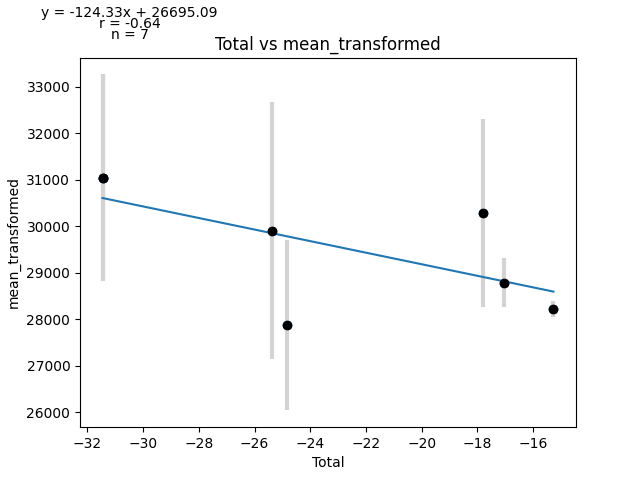 y = -124.33x + 26695.09
r = -0.64
n = 7
Total vs mean_transformed
33000
32000
31000
30000
29000
28000
27000
26000
mean_transformed
−32
−30
−28
−26
−24
−22
−20
−18
−16
Total